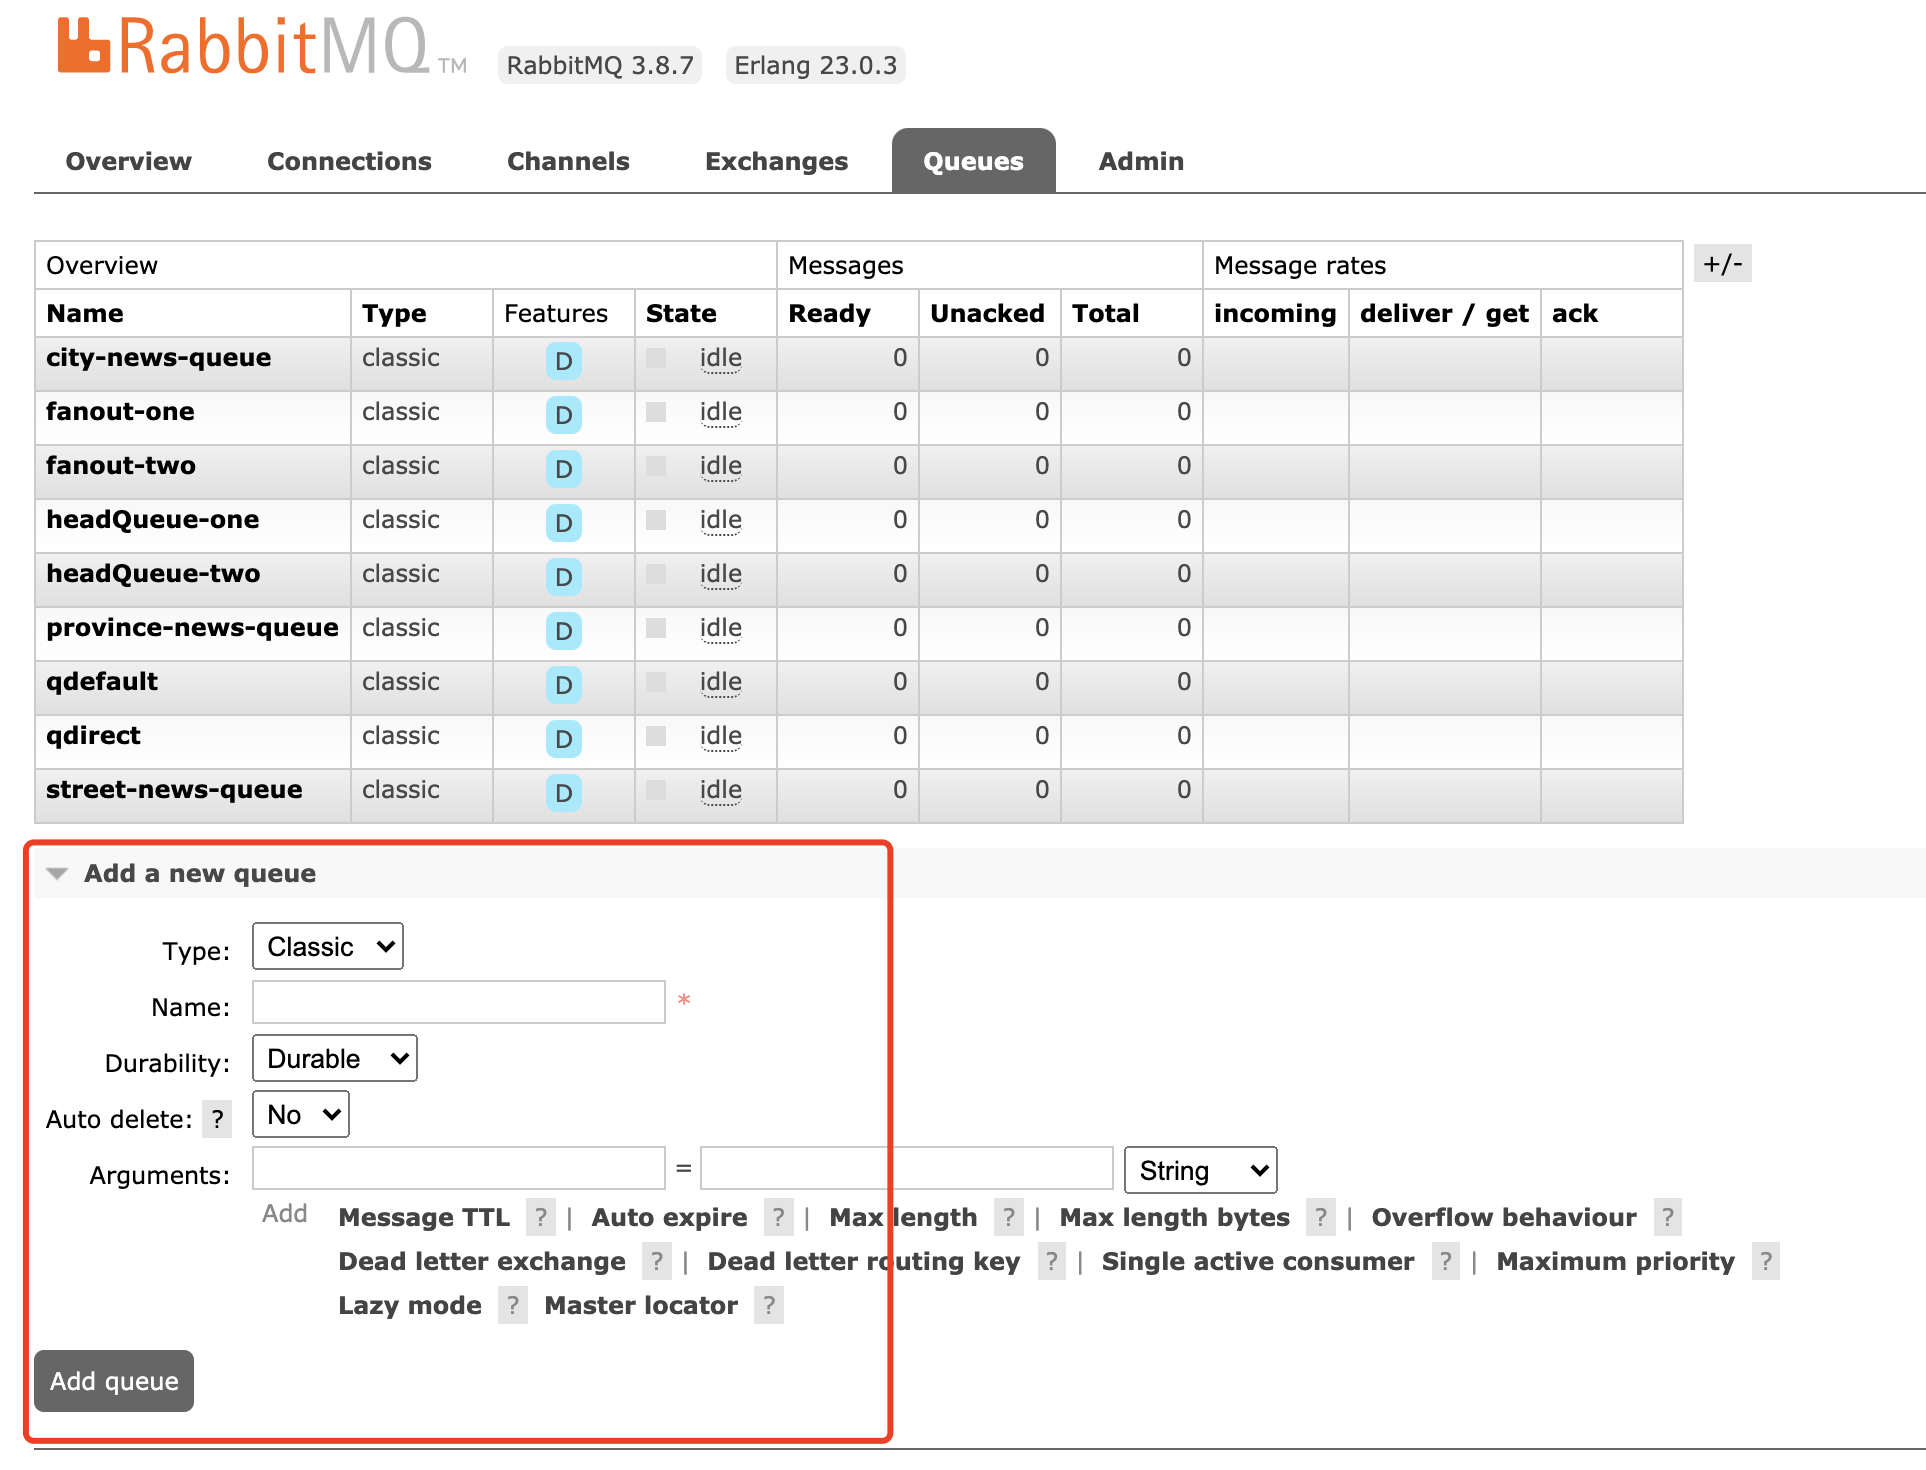 RabbitMQ TM RabbitMQ 3.8.7 Erlang 23.0.3
Overview Connections Channels Exchanges Queues Admin
Overview Messages Message rates +/-
Name Type Features State Ready Unacked Total incoming deliver / get ack
city-news-queue classic D idle 0 0 0
fanout-one classic D idle 0 0 0
fanout-two classic D idle 0 0 0
headQueue-one classic D idle 0 0 0
headQueue-two classic D idle 0 0 0
province-news-queue classic D idle 0 0 0
qdefault classic D idle 0 0 0
qdirect classic D idle 0 0 0
street-news-queue classic D idle 0 0 0
Add a new queue
Type: Classic
Name: *
Durability: Durable
Auto delete: ? No
Arguments: = String
Add Message TTL ? | Auto expire ? | Max length ? | Max length bytes ? | Overflow behaviour ?
Dead letter exchange ? | Dead letter routing key ? | Single active consumer ? | Maximum priority ?
Lazy mode ? Master locator ?
Add queue